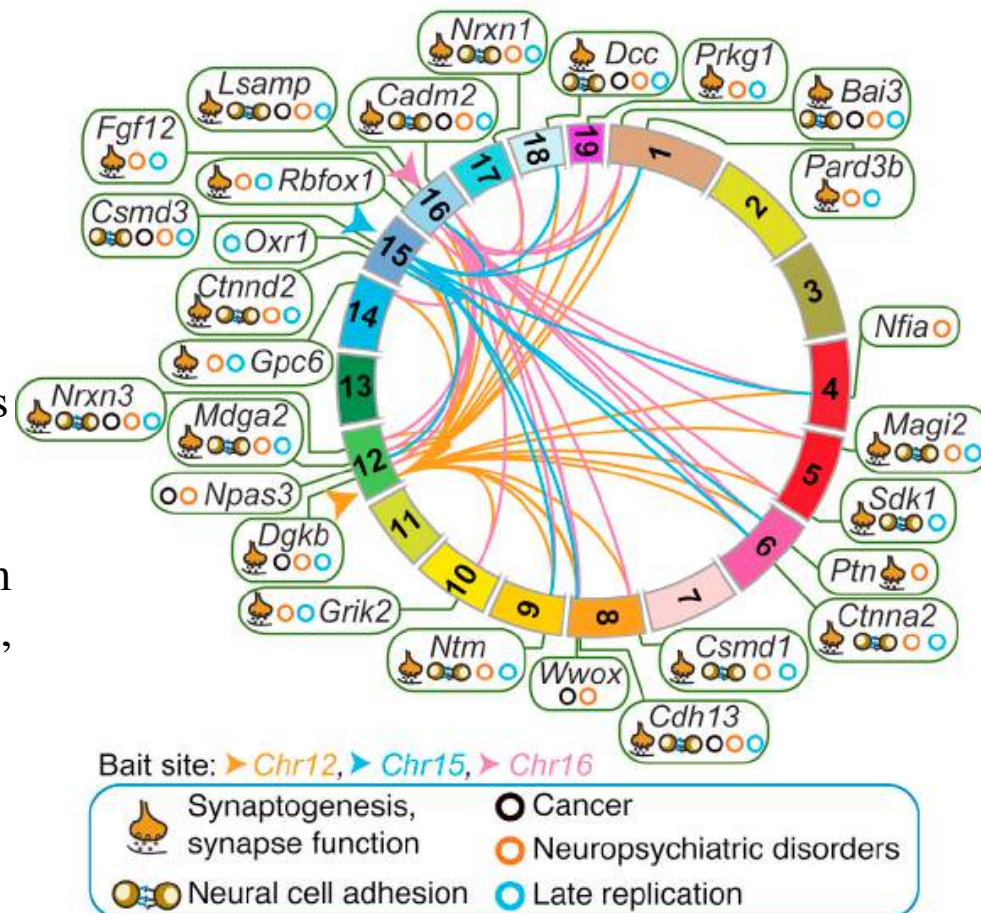 Nrxn1
Dcc
Prkg1
Lsamp
Cadm2
Bai3
Fgf12
Rbfox1
Pard3b
Csmd3
Oxr1
Ctnnd2
Gpc6
Nfia
s
Nrxn3
Mdga2
Magi2
Npas3
Sdk1
Dgkb
n
Ptn
Grik2
Ctnna2
,
Ntm
Wwox
Csmd1
Cdh13
1
2
3
4
5
6
7
8
9
10
11
12
13
14
15
16
17
18
19
Bait site: Chr12, Chr15, Chr16
Synaptogenesis,
synapse function
Neural cell adhesion
Cancer
Neuropsychiatric disorders
Late replication